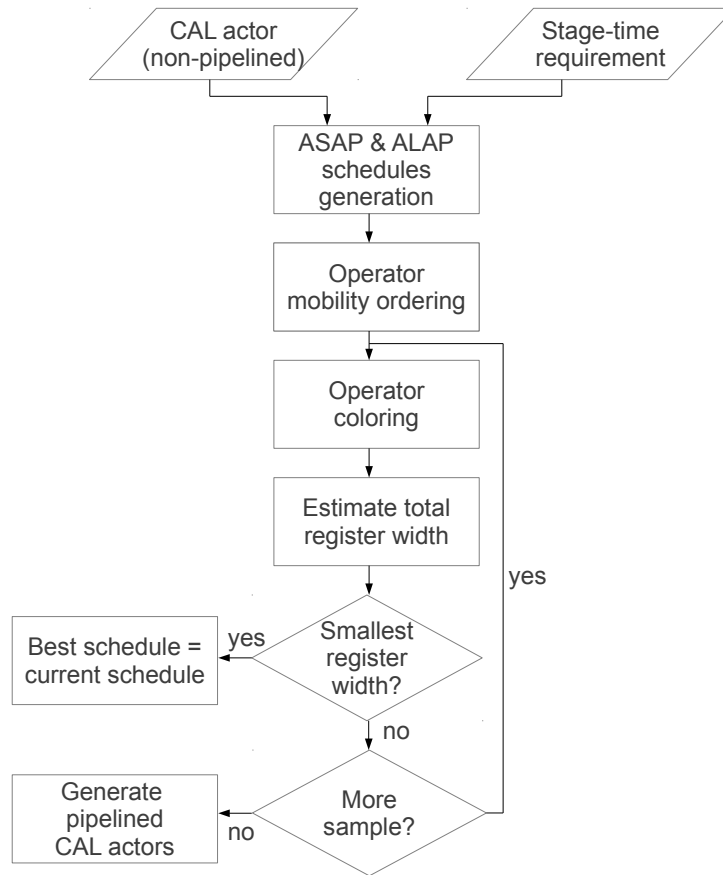 CAL actor
(non-pipelined)
Stage-time
requirement
ASAP & ALAP
schedules
generation
Operator
mobility ordering
Operator
coloring
Estimate total
register width
yes
Smallest
register
width?
yes
Best schedule =
current schedule
no
More
sample?
no
Generate
pipelined
CAL actors